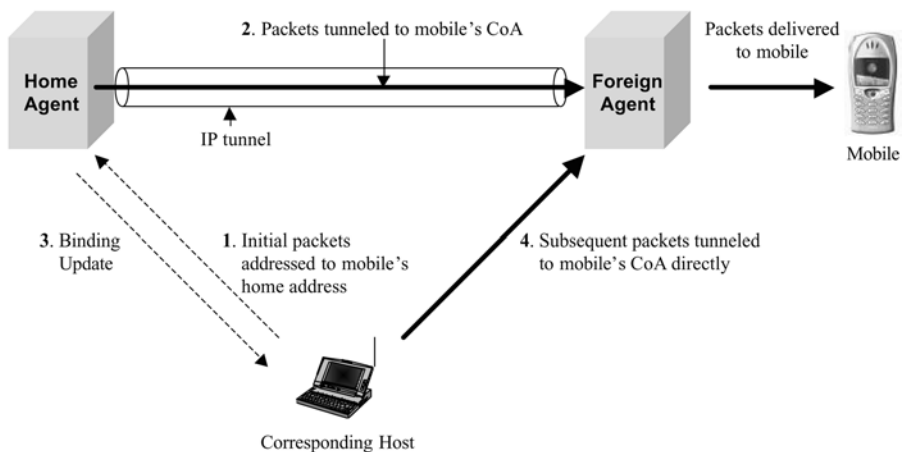 2. Packets tunneled to mobile's CoA
Packets delivered
to mobile
Home
Agent
Foreign
Agent
IP tunnel
Mobile
3. Binding
Update
1. Initial packets
addressed to mobile's
home address
4. Subsequent packets tunneled
to mobile's CoA directly
Corresponding Host